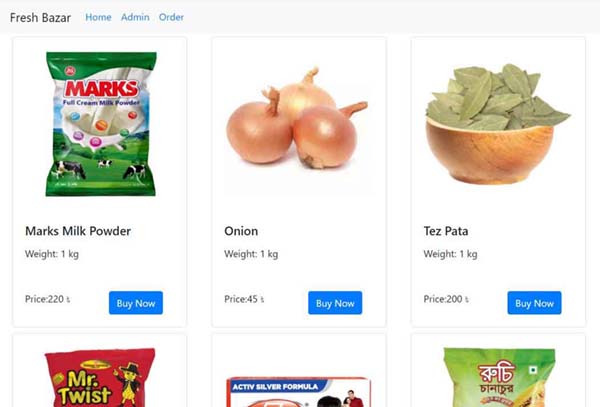 Fresh Bazar Home Admin Order
MARKS
Full Cream Milk Powder
Marks Milk Powder
Weight: 1 kg
Price:220 ৳
Buy Now
Onion
Weight: 1 kg
Price:45 ৳
Buy Now
Tez Pata
Weight: 1 kg
Price:200 ৳
Buy Now
Mr.
Twist
ACTIV SILVER FORMULA
রুচি
চানাচুর